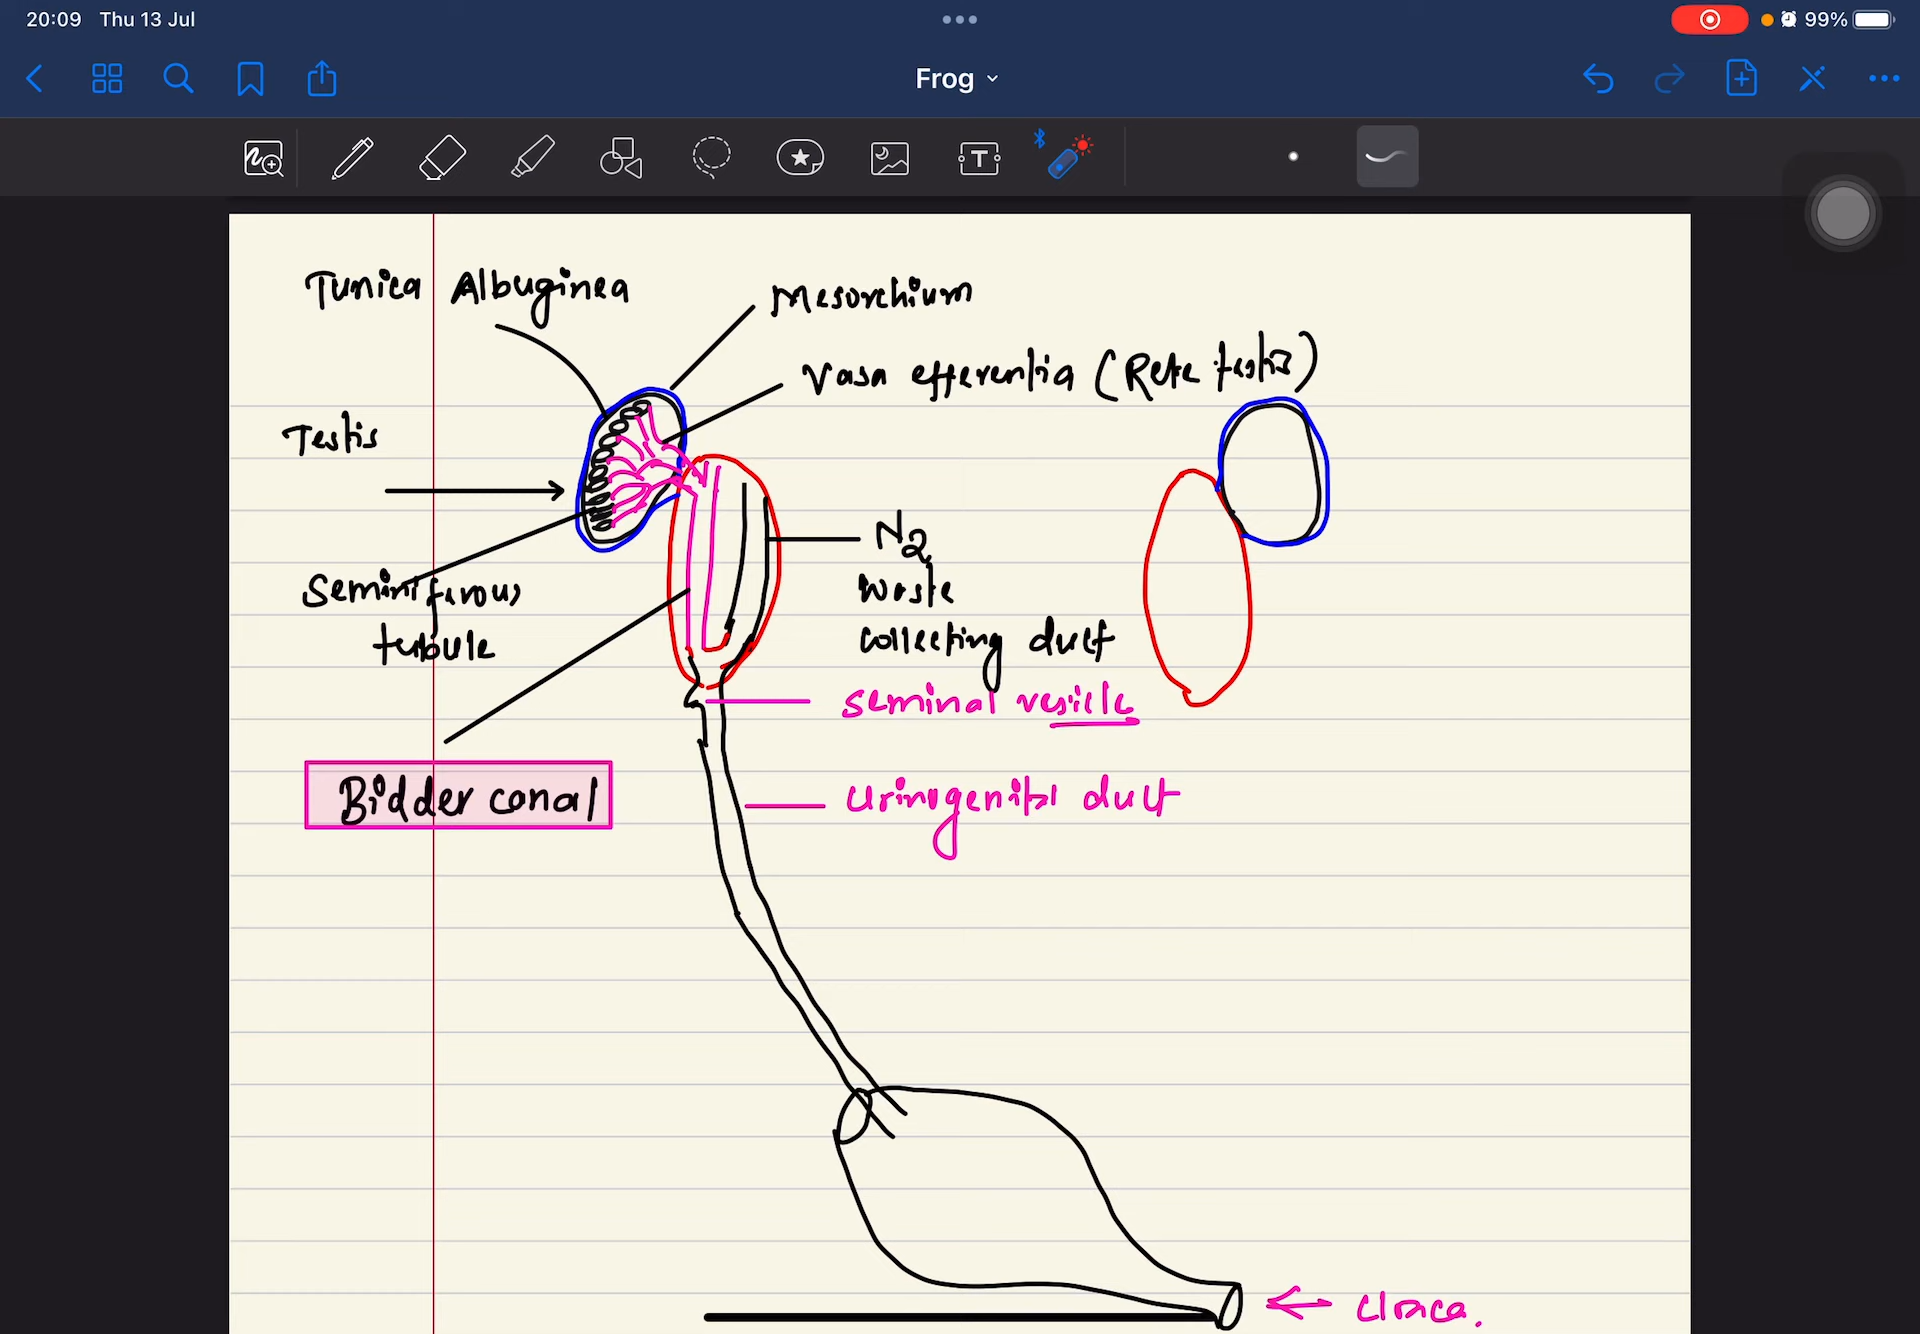 20:09 Thu 13 Jul
99%
Frog
T
Tunica Albuginea
Mesorchium
Vasa efferentia (Rete testis)
Testis
N2
waste
collecting duct
Seminiferous
tubule
seminal vesicle
Bidder canal
Urinogenital duct
cloaca.